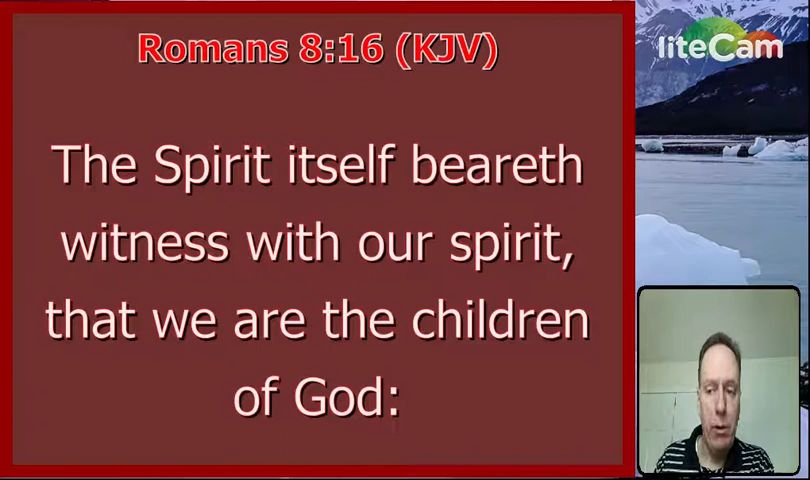 Romans 8:16 (KJV)
liteCam
The Spirit itself beareth
witness with our spirit,
that we are the children
of God: